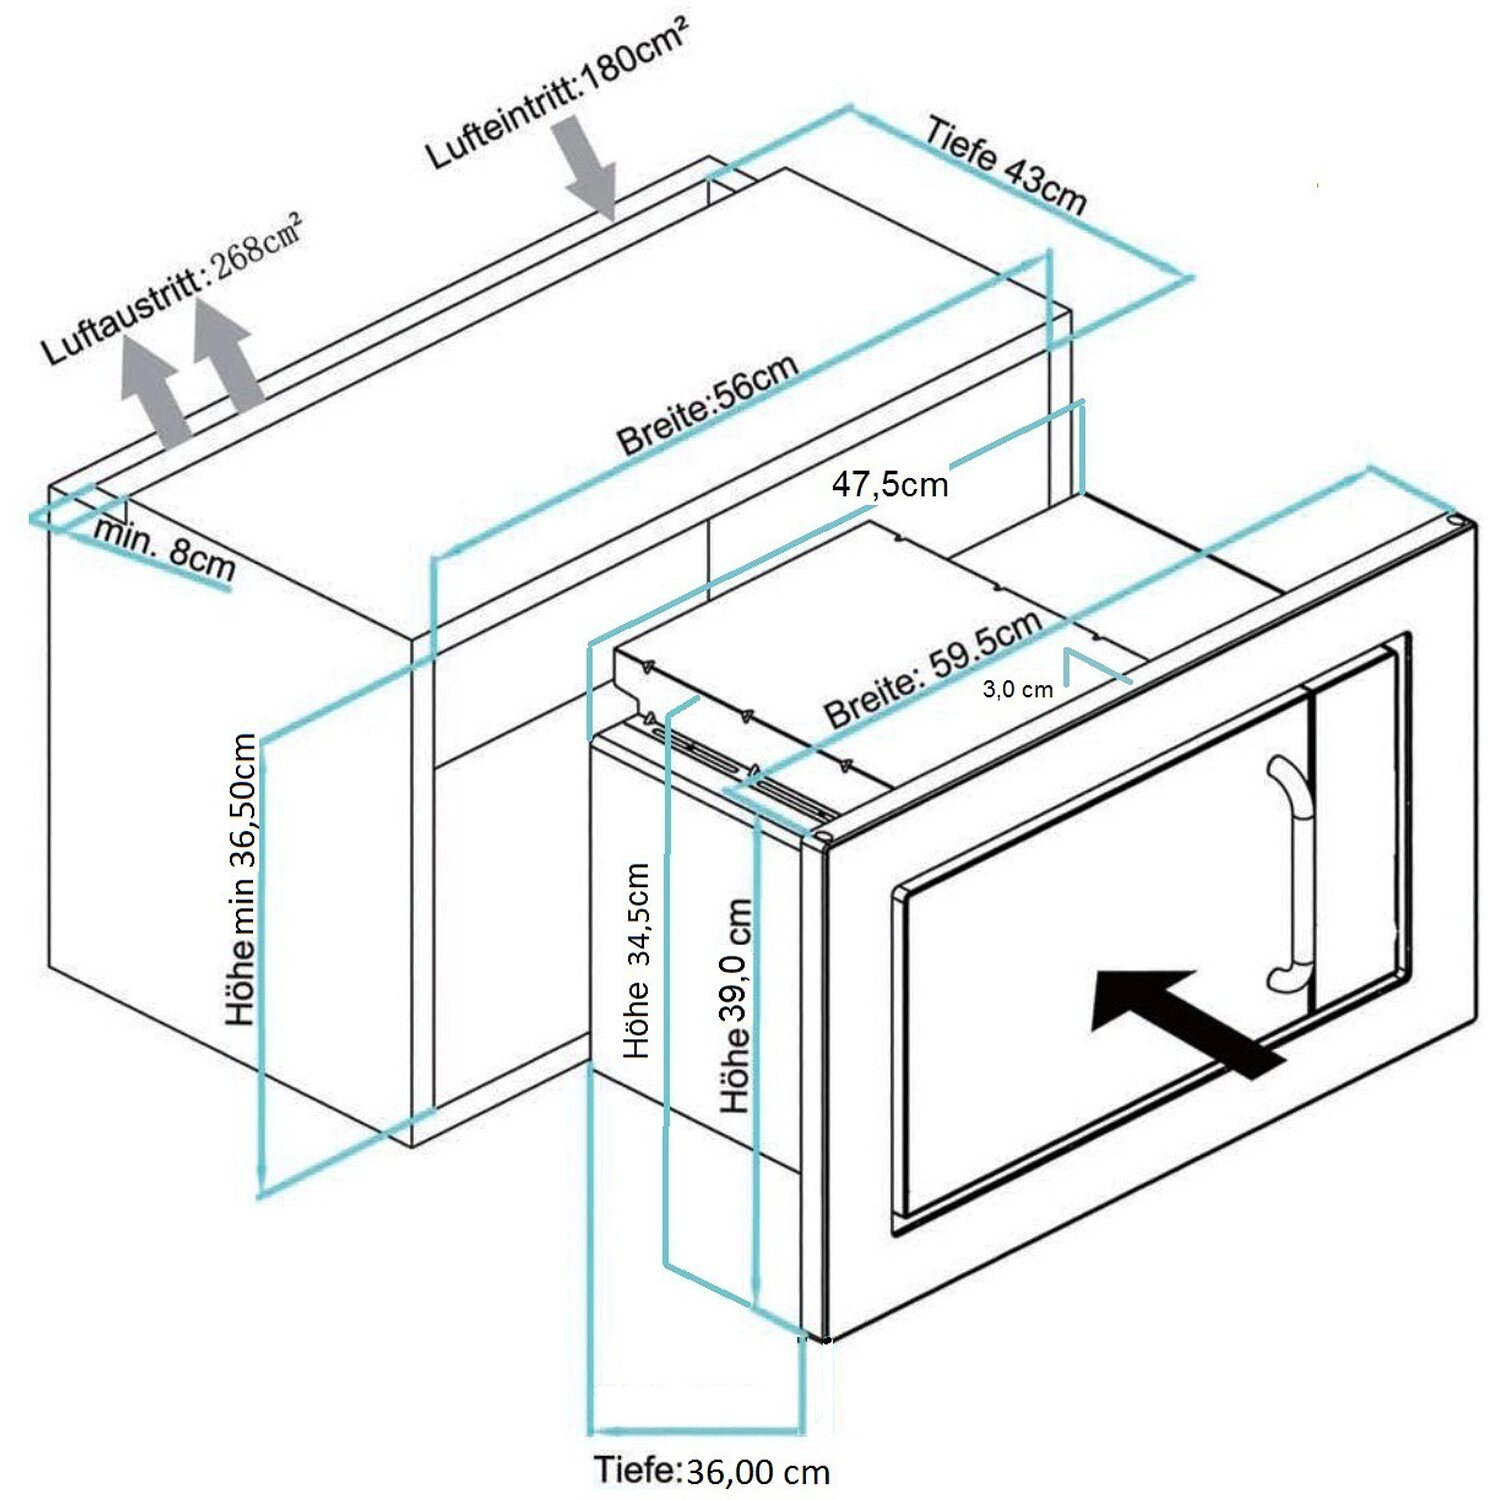 Lufteintritt:180cm²
Tiefe 43cm
Luftaustritt:268cm²
Breite:56cm
47,5cm
min. 8cm
Breite: 59.5cm
3,0 cm
Höhe min 36,50cm
Höhe 34,5cm
Höhe 39,0 cm
Tiefe:36,00 cm